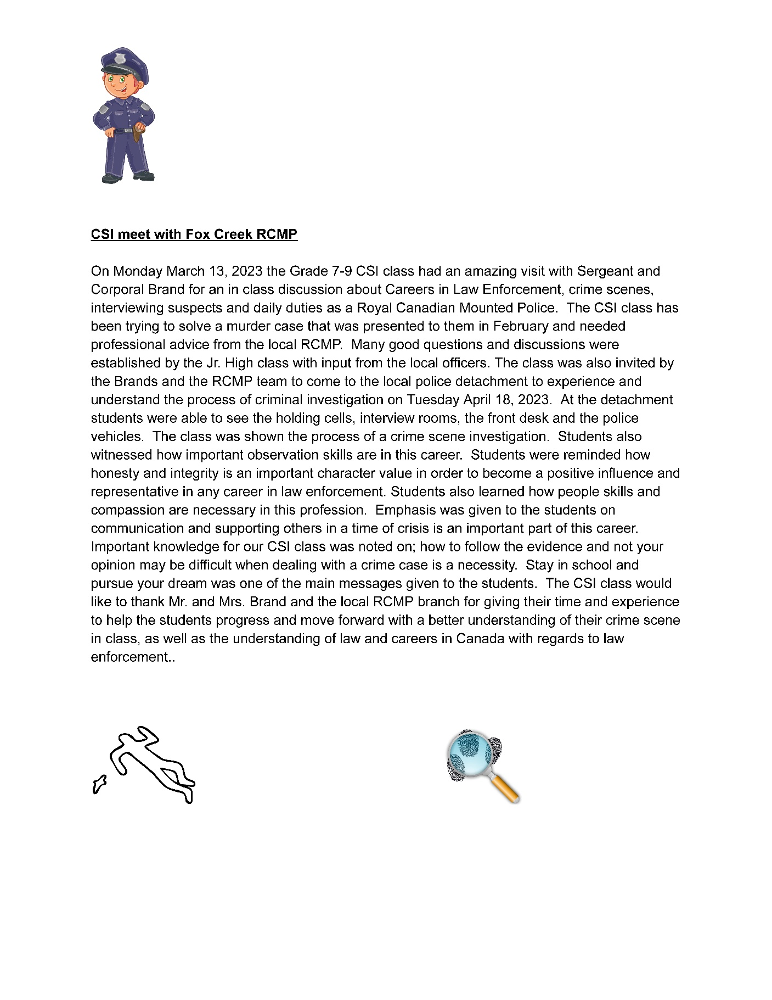 CSI meet with Fox Creek RCMP
On Monday March 13, 2023 the Grade 7-9 CSI class had an amazing visit with Sergeant and
Corporal Brand for an in class discussion about Careers in Law Enforcement, crime scenes,
interviewing suspects and daily duties as a Royal Canadian Mounted Police.  The CSI class has
been trying to solve a murder case that was presented to them in February and needed
professional advice from the local RCMP.  Many good questions and discussions were
established by the Jr. High class with input from the local officers. The class was also invited by
the Brands and the RCMP team to come to the local police detachment to experience and
understand the process of criminal investigation on Tuesday April 18, 2023.  At the detachment
students were able to see the holding cells, interview rooms, the front desk and the police
vehicles.  The class was shown the process of a crime scene investigation.  Students also
witnessed how important observation skills are in this career.  Students were reminded how
honesty and integrity is an important character value in order to become a positive influence and
representative in any career in law enforcement. Students also learned how people skills and
compassion are necessary in this profession.  Emphasis was given to the students on
communication and supporting others in a time of crisis is an important part of this career.
Important knowledge for our CSI class was noted on; how to follow the evidence and not your
opinion may be difficult when dealing with a crime case is a necessity.  Stay in school and
pursue your dream was one of the main messages given to the students.  The CSI class would
like to thank Mr. and Mrs. Brand and the local RCMP branch for giving their time and experience
to help the students progress and move forward with a better understanding of their crime scene
in class, as well as the understanding of law and careers in Canada with regards to law
enforcement..